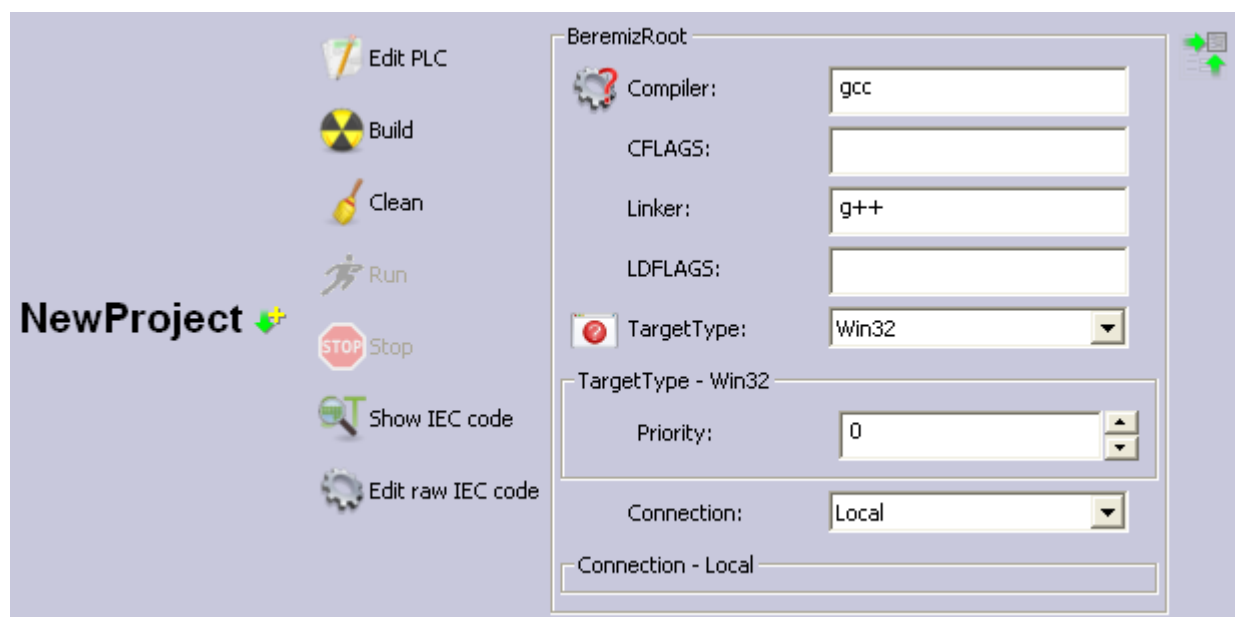 NewProject
Edit PLC
Build
Clean
Run
STOP Stop
Show IEC code
Edit raw IEC code
BeremizRoot
Compiler: gcc
CFLAGS:
Linker: g++
LDFLAGS:
TargetType: Win32
TargetType - Win32
Priority: 0
Connection: Local
Connection - Local